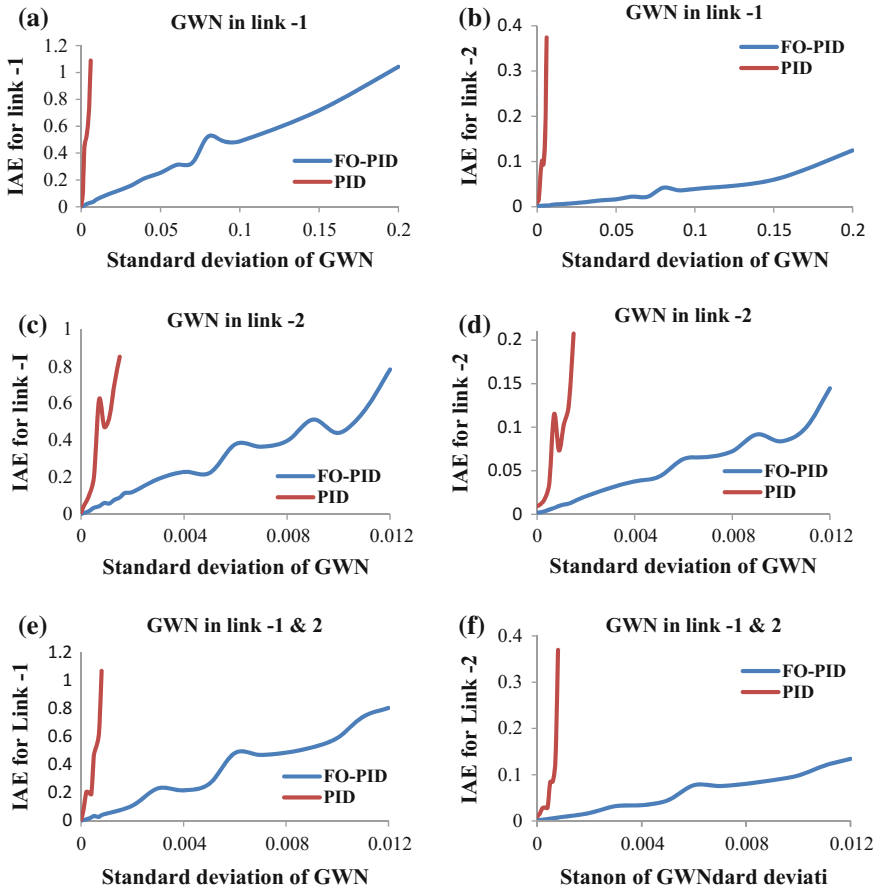 (a)
GWN in link -1
IAE for link -1
1.2
1
0.8
0.6
0.4
0.2
0
FO-PID
PID
0 0.05 0.1 0.15 0.2
Standard deviation of GWN
(b)
GWN in link -1
IAE for link -2
0.4
0.3
0.2
0.1
0
FO-PID
PID
0 0.05 0.1 0.15 0.2
Standard deviation of GWN
(c)
GWN in link -2
IAE for link -I
1
0.8
0.6
0.4
0.2
0
FO-PID
PID
0 0.004 0.008 0.012
Standard deviation of GWN
(d)
GWN in link -2
IAE for link -2
0.2
0.15
0.1
0.05
0
FO-PID
PID
0 0.004 0.008 0.012
Standard deviation of GWN
(e)
GWN in link -1 & 2
IAE for Link -1
1.2
1
0.8
0.6
0.4
0.2
0
FO-PID
PID
0 0.004 0.008 0.012
Standard deviation of GWN
(f)
GWN in link -1 & 2
IAE for Link -2
0.4
0.3
0.2
0.1
0
FO-PID
PID
0 0.004 0.008 0.012
Stanon of GWNdard deviati